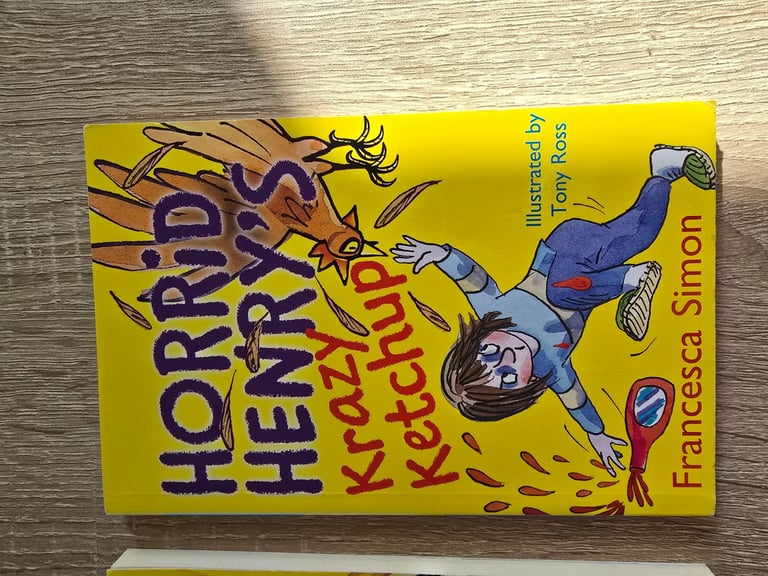 HORRiD
HENRY'S
Krazy
Ketchup
Illustrated by
Tony Ross
Francesca Simon